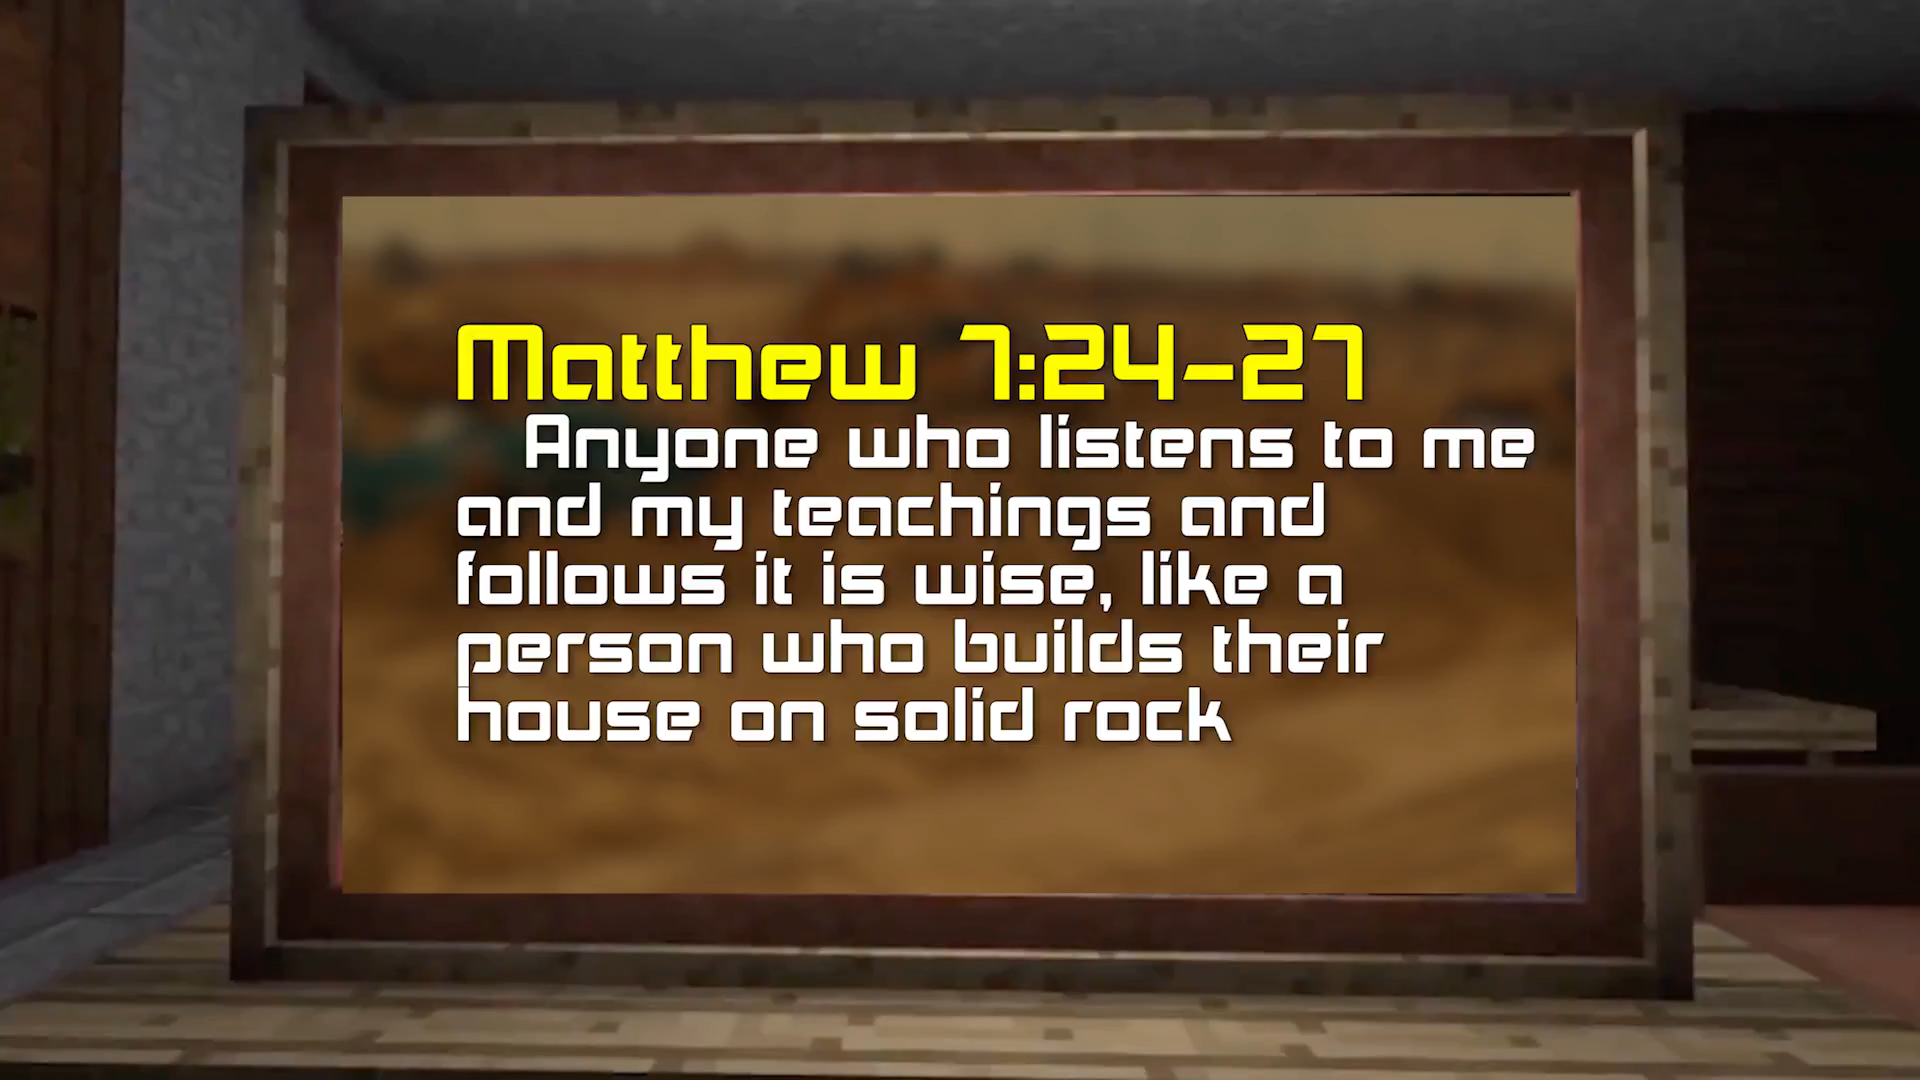 Matthew 7:24-27
Anyone who listens to me
and my teachings and
follows it is wise, like a
person who builds their
house on solid rock